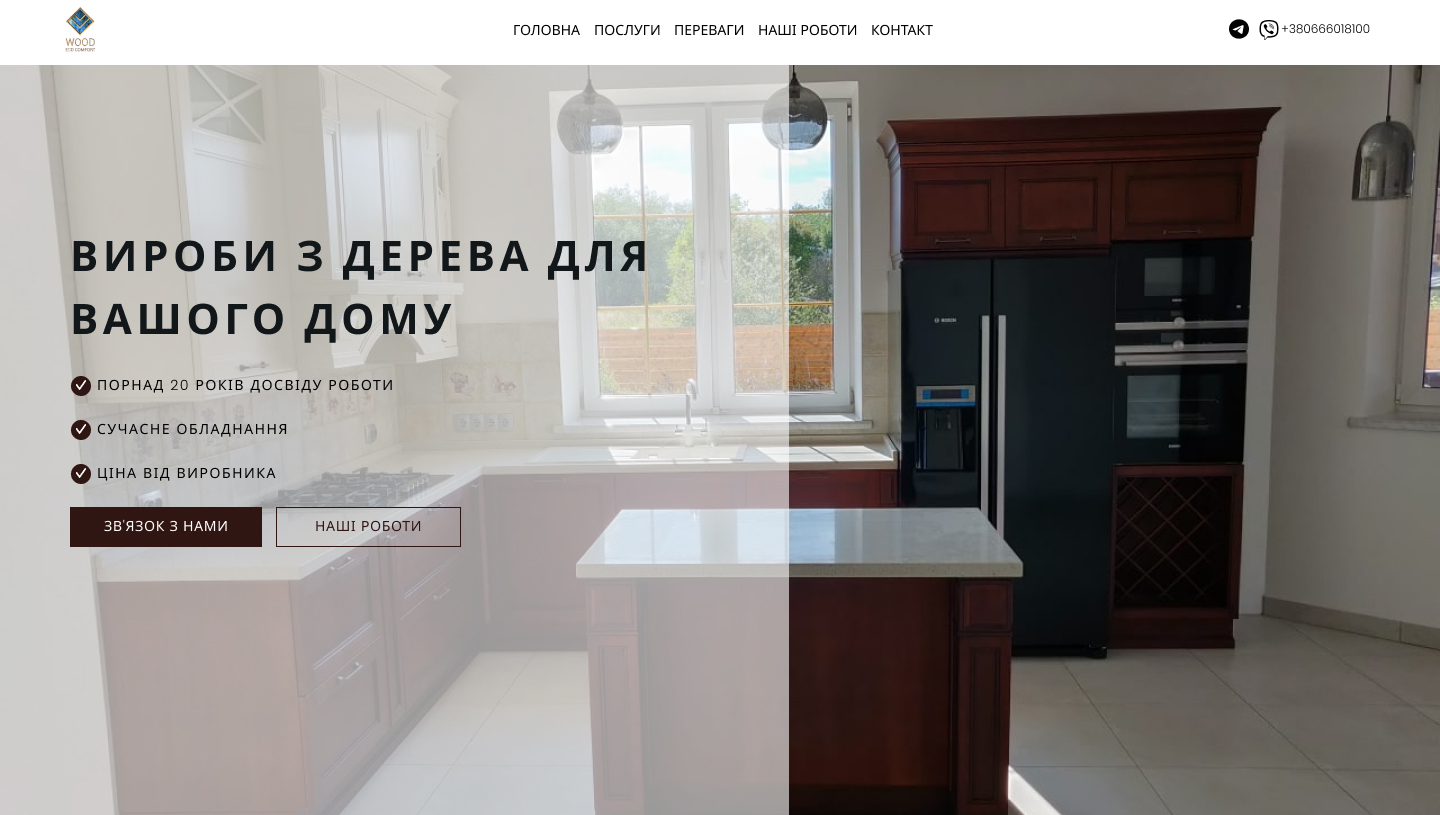 WOOD
ECO COMFORT
ГОЛОВНА ПОСЛУГИ ПЕРЕВАГИ НАШІ РОБОТИ КОНТАКТ
+380666018100
ВИРОБИ З ДЕРЕВА ДЛЯ
ВАШОГО ДОМУ
ПОРНАД 20 РОКІВ ДОСВІДУ РОБОТИ
СУЧАСНЕ ОБЛАДНАННЯ
ЦІНА ВІД ВИРОБНИКА
ЗВ'ЯЗОК З НАМИ
НАШІ РОБОТИ